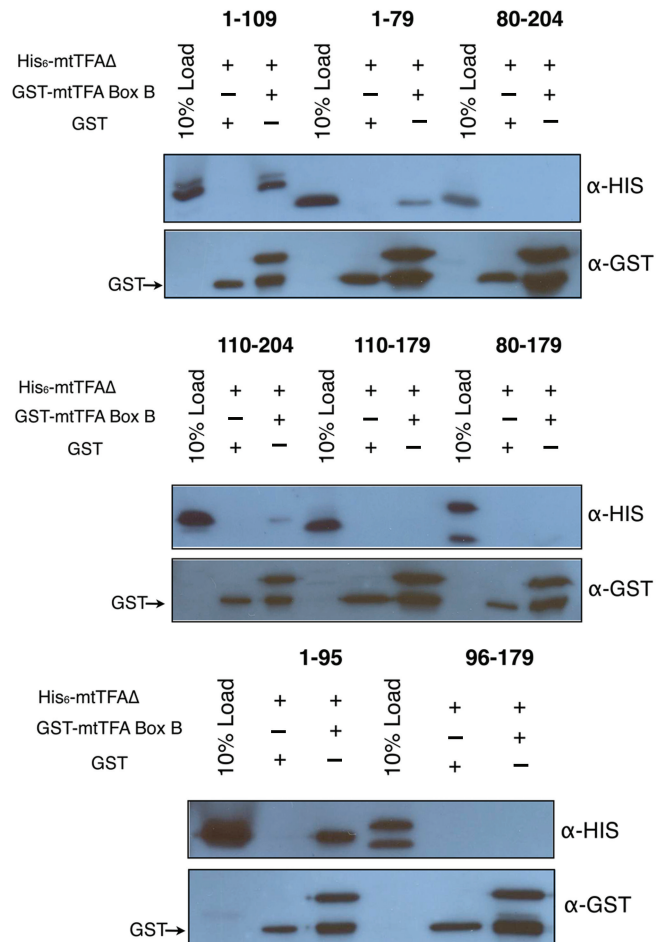 1-109 1-79 80-204
His₆-mtTFAΔ + + + + + +
GST-mtTFA Box B – + – + – +
GST + – + – + –
10% Load 10% Load 10% Load
α-HIS
α-GST
GST→
110-204 110-179 80-179
His₆-mtTFAΔ + + + + + +
GST-mtTFA Box B – + – + – +
GST + – + – + –
10% Load 10% Load 10% Load
α-HIS
α-GST
GST→
1-95 96-179
His₆-mtTFAΔ + + + +
GST-mtTFA Box B – + – +
GST + – + –
10% Load 10% Load
α-HIS
α-GST
GST→